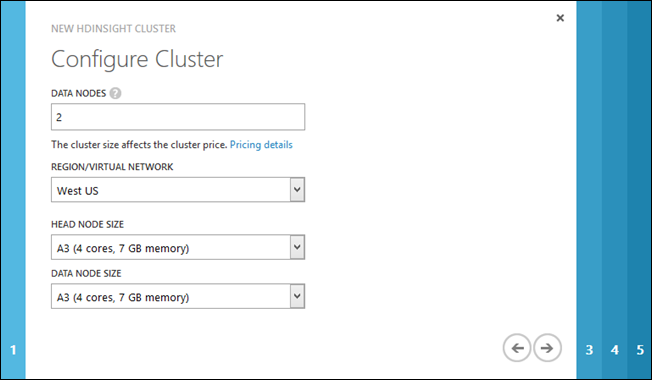 NEW HDINSIGHT CLUSTER
Configure Cluster
DATA NODES ?
2
The cluster size affects the cluster price. Pricing details
REGION/VIRTUAL NETWORK
West US
HEAD NODE SIZE
A3 (4 cores, 7 GB memory)
DATA NODE SIZE
A3 (4 cores, 7 GB memory)
1
3 4 5